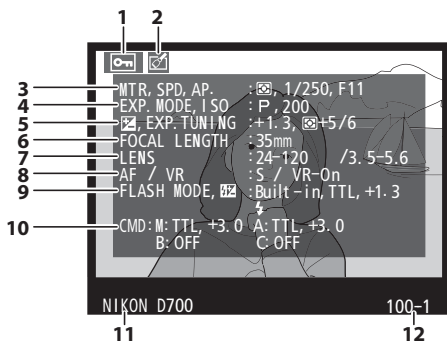 1 2
3 MTR, SPD, AP. : , 1/250, F11
4 EXP. MODE, ISO : P, 200
5 , EXP. TUNING : +1.3, +5/6
6 FOCAL LENGTH : 35mm
7 LENS : 24-120 /3.5-5.6
8 AF / VR : S / VR-On
9 FLASH MODE, : Built-in, TTL, +1.3
10 CMD: M: TTL, +3.0 A: TTL, +3.0
B: OFF C: OFF
NIKON D700 100-1
11 12